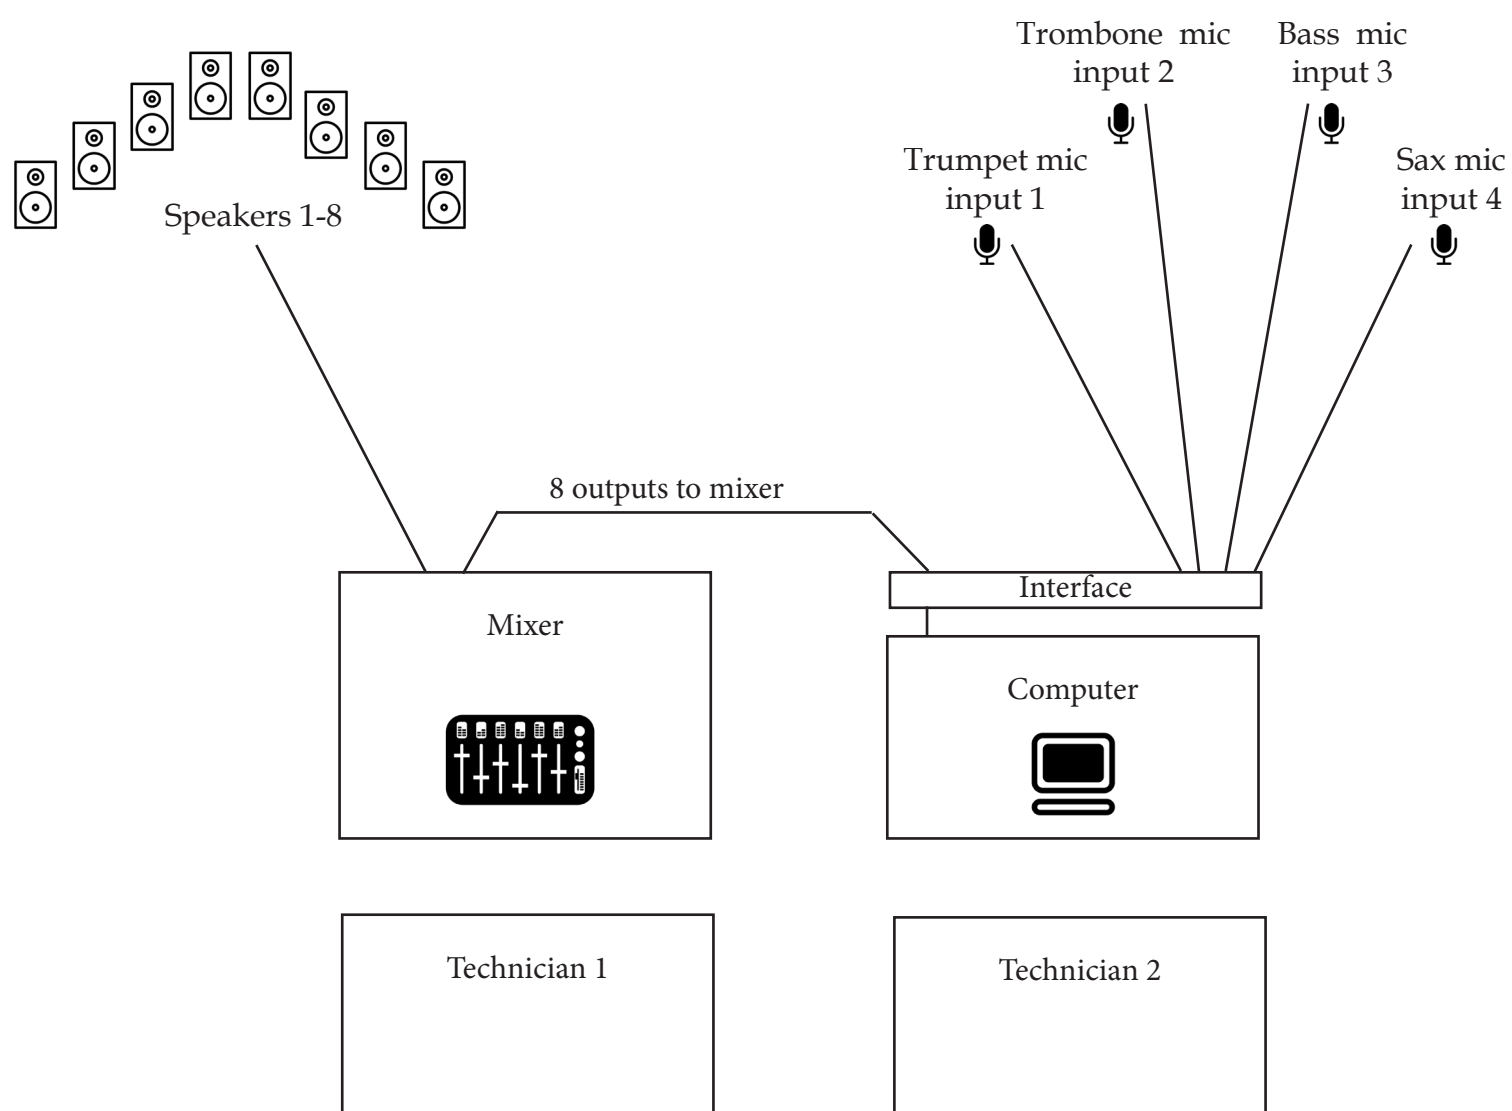 Trombone mic
input 2
Bass mic
input 3
Trumpet mic
input 1
Sax mic
input 4
Speakers 1-8
8 outputs to mixer
Interface
Mixer
Computer
Technician 1
Technician 2